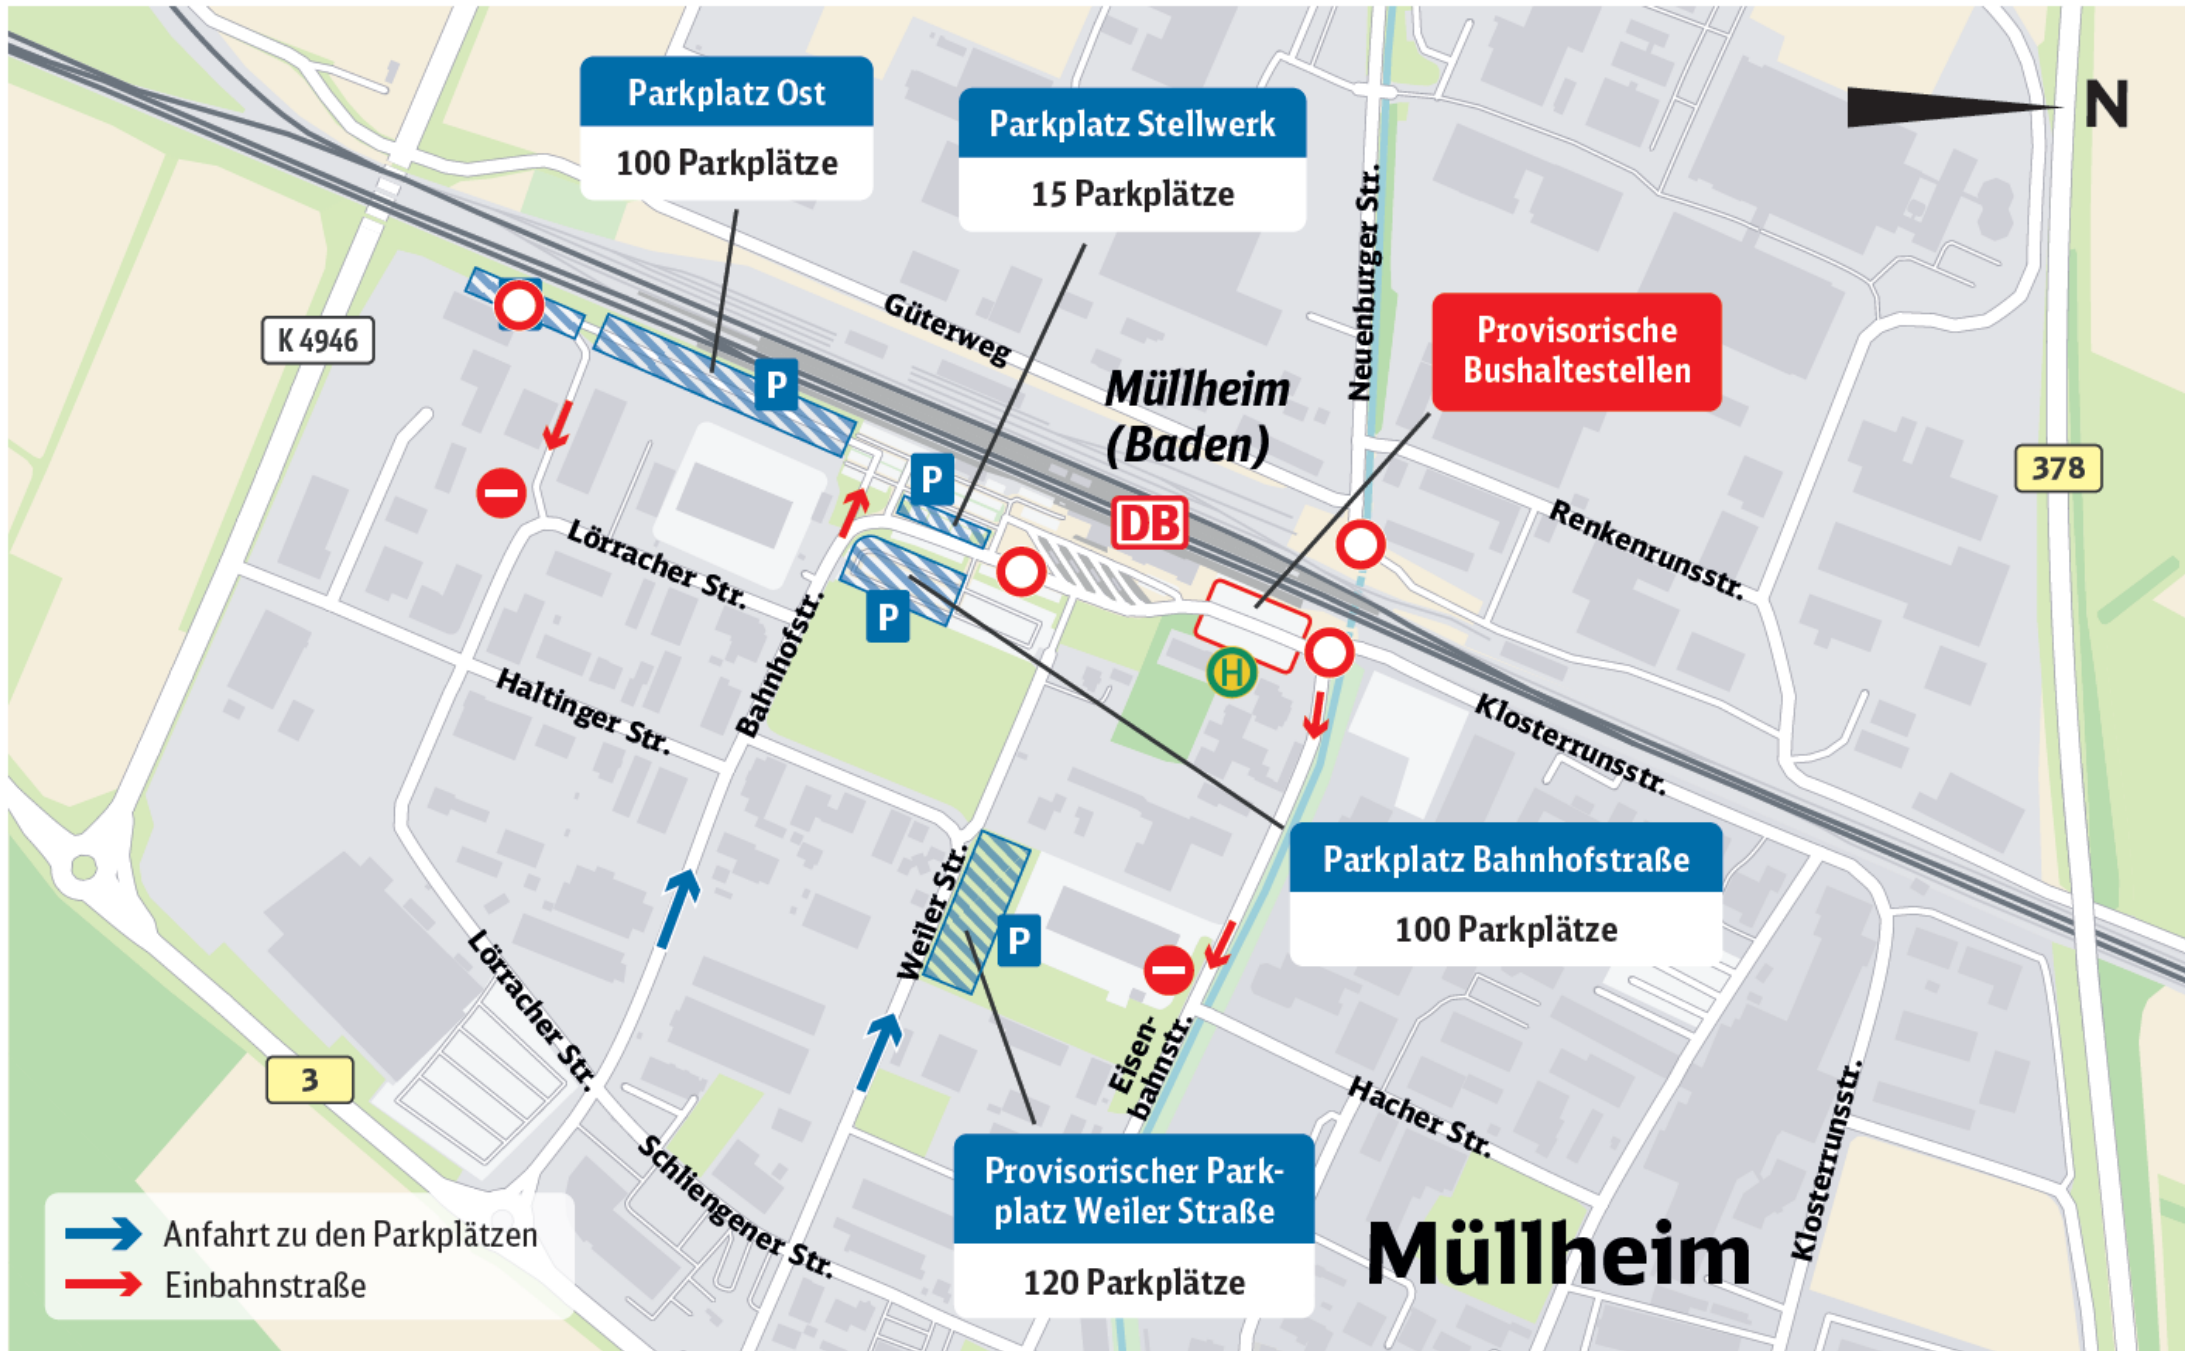 Parkplatz Ost
100 Parkplätze
Parkplatz Stellwerk
15 Parkplätze
N
Neuenburger Str.
Güterweg
K 4946
Provisorische
Bushaltestellen
Müllheim
(Baden)
P
P
378
DB
Renkenrunsstr.
Lörracher Str.
P
Bahnhofstr.
H
Haltinger Str.
Klosterrunsstr.
Parkplatz Bahnhofstraße
100 Parkplätze
Weiler Str.
P
Lörracher Str.
Eisen-
bahnstr.
3
Hacher Str.
Klosterrunsstr.
Schliengener Str.
Provisorischer Park-
platz Weiler Straße
120 Parkplätze
Müllheim
Anfahrt zu den Parkplätzen
Einbahnstraße